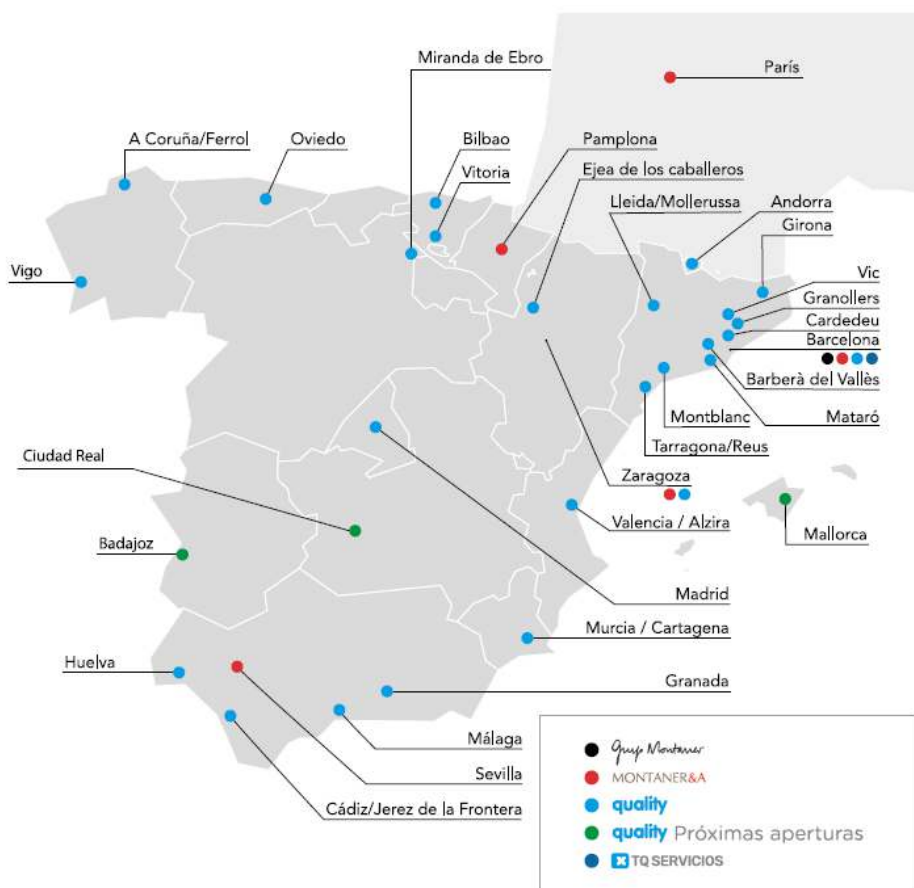 París
Miranda de Ebro
A Coruña/Ferrol
Oviedo
Bilbao
Pamplona
Vitoria
Ejea de los caballeros
Lleida/Mollerussa
Andorra
Girona
Vigo
Vic
Granollers
Cardedeu
Barcelona
Barberà del Vallès
Montblanc
Mataró
Tarragona/Reus
Ciudad Real
Zaragoza
Valencia / Alzira
Mallorca
Badajoz
Madrid
Murcia / Cartagena
Huelva
Granada
Málaga
Sevilla
Cádiz/Jerez de la Frontera
grup Montaner
MONTANER&A
quality
quality Próximas aperturas
TQ SERVICIOS